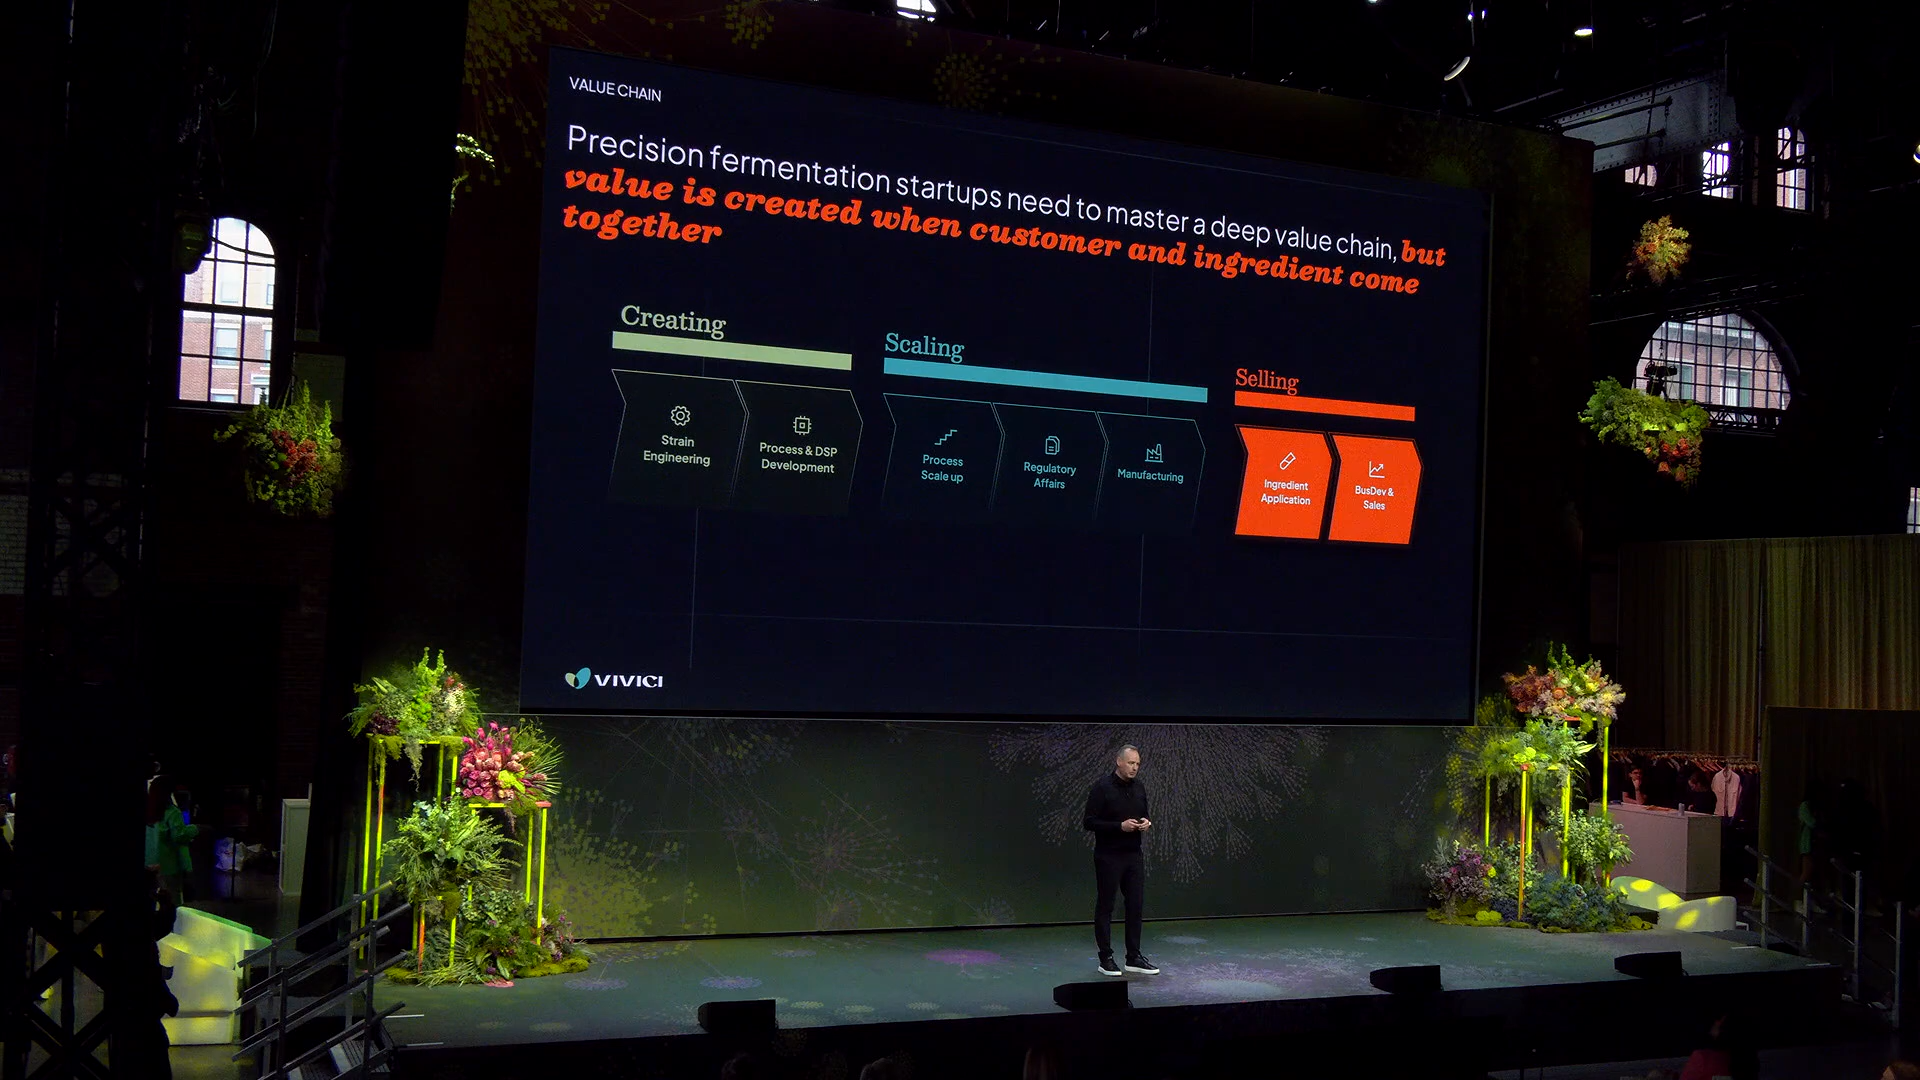 VALUE CHAIN
Precision fermentation startups need to master a deep value chain, but
value is created when customer and ingredient come
together
Creating
Scaling
Selling
Strain
Engineering
Process & DSP
Development
Process
Scale up
Regulatory
Affairs
Manufacturing
Ingredient
Application
BusDev &
Sales
VIVICI